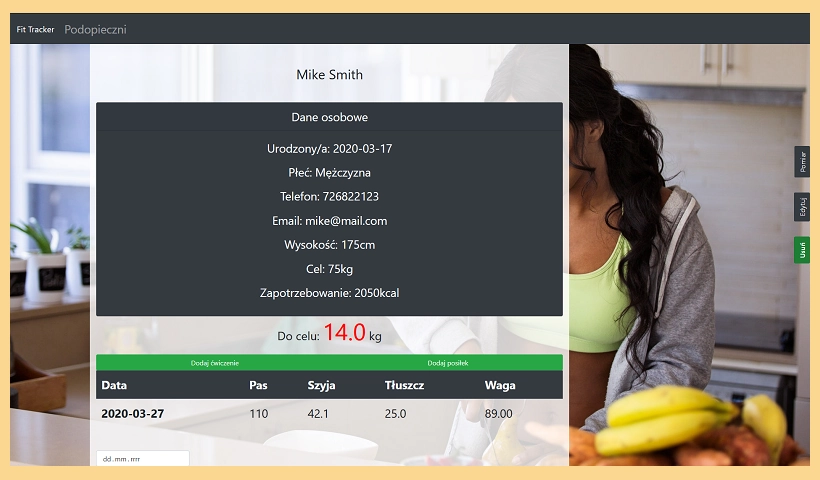 Fit Tracker Podopieczni
Mike Smith
Dane osobowe
Urodzony/a: 2020-03-17
Płeć: Mężczyzna
Telefon: 726822123
Email: mike@mail.com
Wysokość: 175cm
Cel: 75kg
Zapotrzebowanie: 2050kcal
Do celu: 14.0 kg
Dodaj ćwiczenie Dodaj posiłek
Data Pas Szyja Tłuszcz Waga
2020-03-27 110 42.1 25.0 89.00
dd.mm.rrrr
Pomiar
Edytuj
Usuń